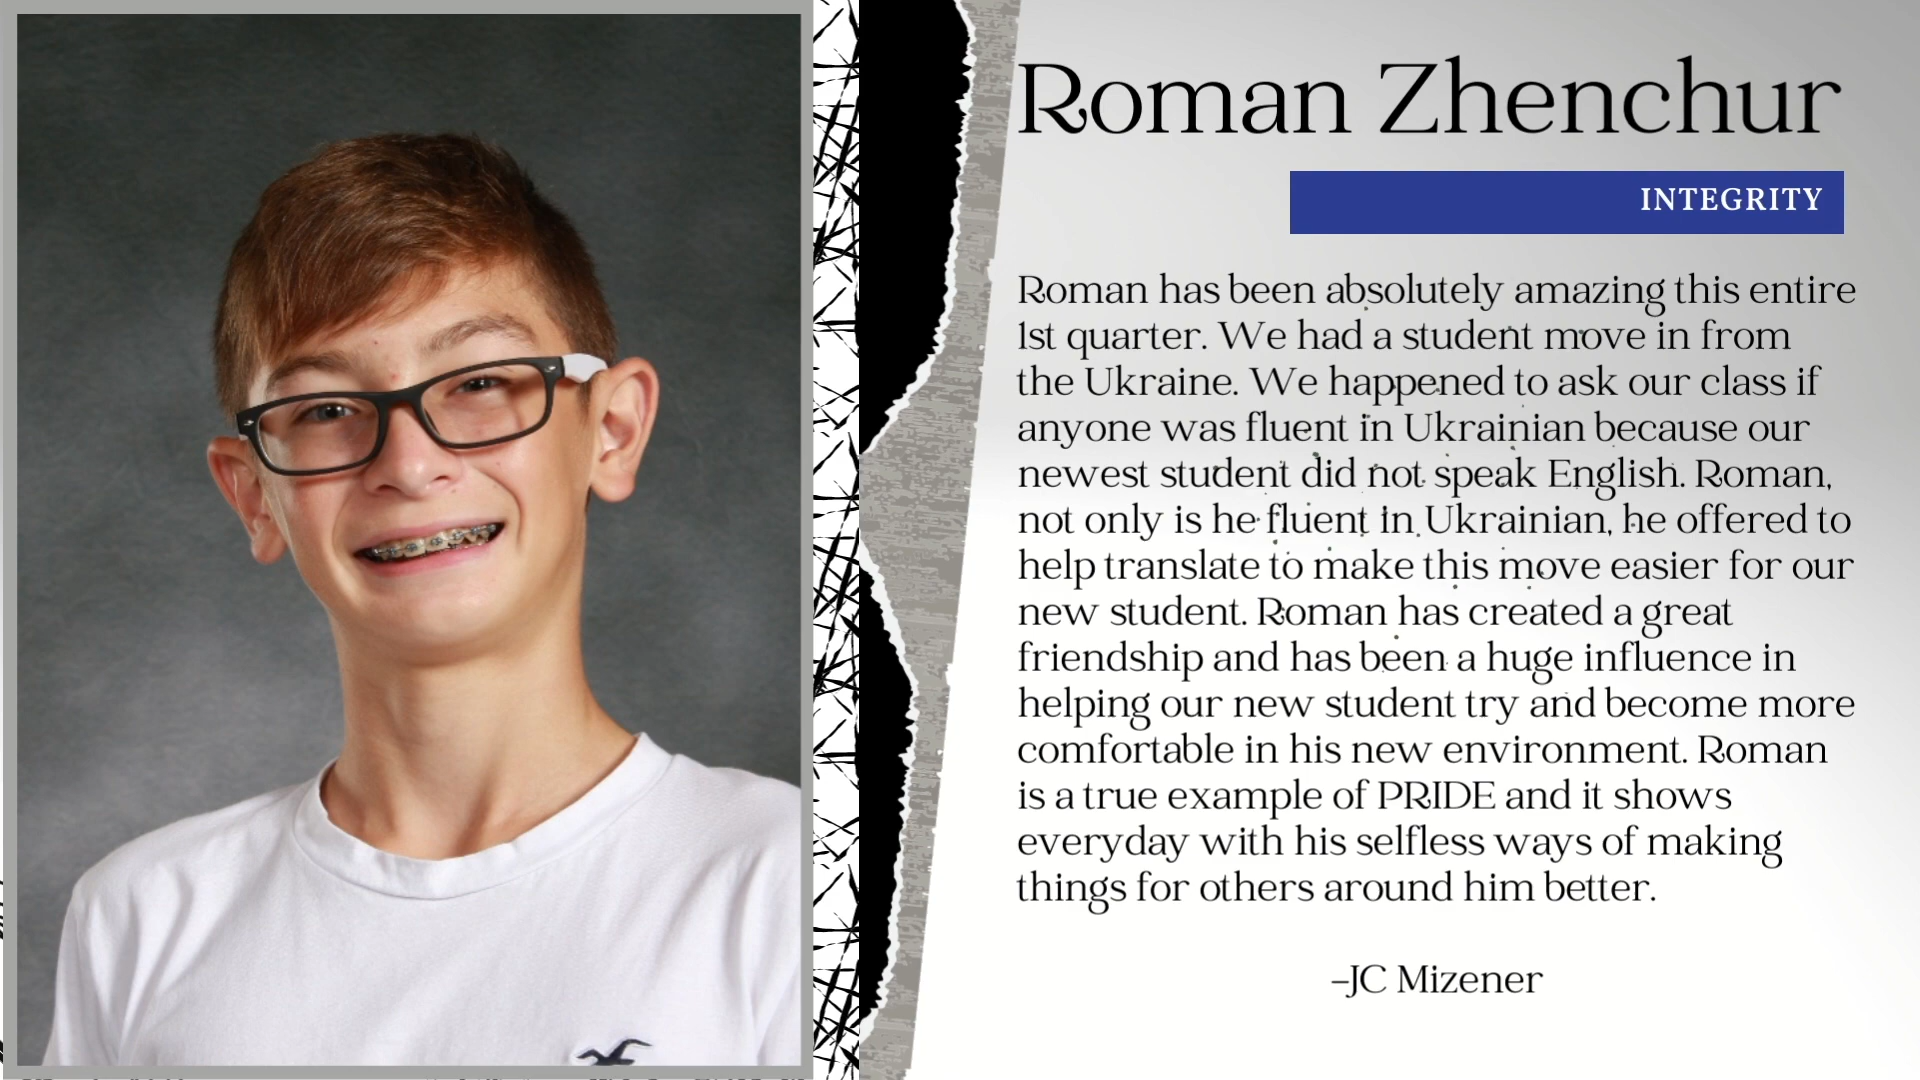 Roman Zhenchur
INTEGRITY
Roman has been absolutely amazing this entire
1st quarter. We had a student move in from
the Ukraine. We happened to ask our class if
anyone was fluent in Ukrainian because our
newest student did not speak English. Roman,
not only is he fluent in Ukrainian, he offered to
help translate to make this move easier for our
new student. Roman has created a great
friendship and has been a huge influence in
helping our new student try and become more
comfortable in his new environment. Roman
is a true example of PRIDE and it shows
everyday with his selfless ways of making
things for others around him better.
–JC Mizener